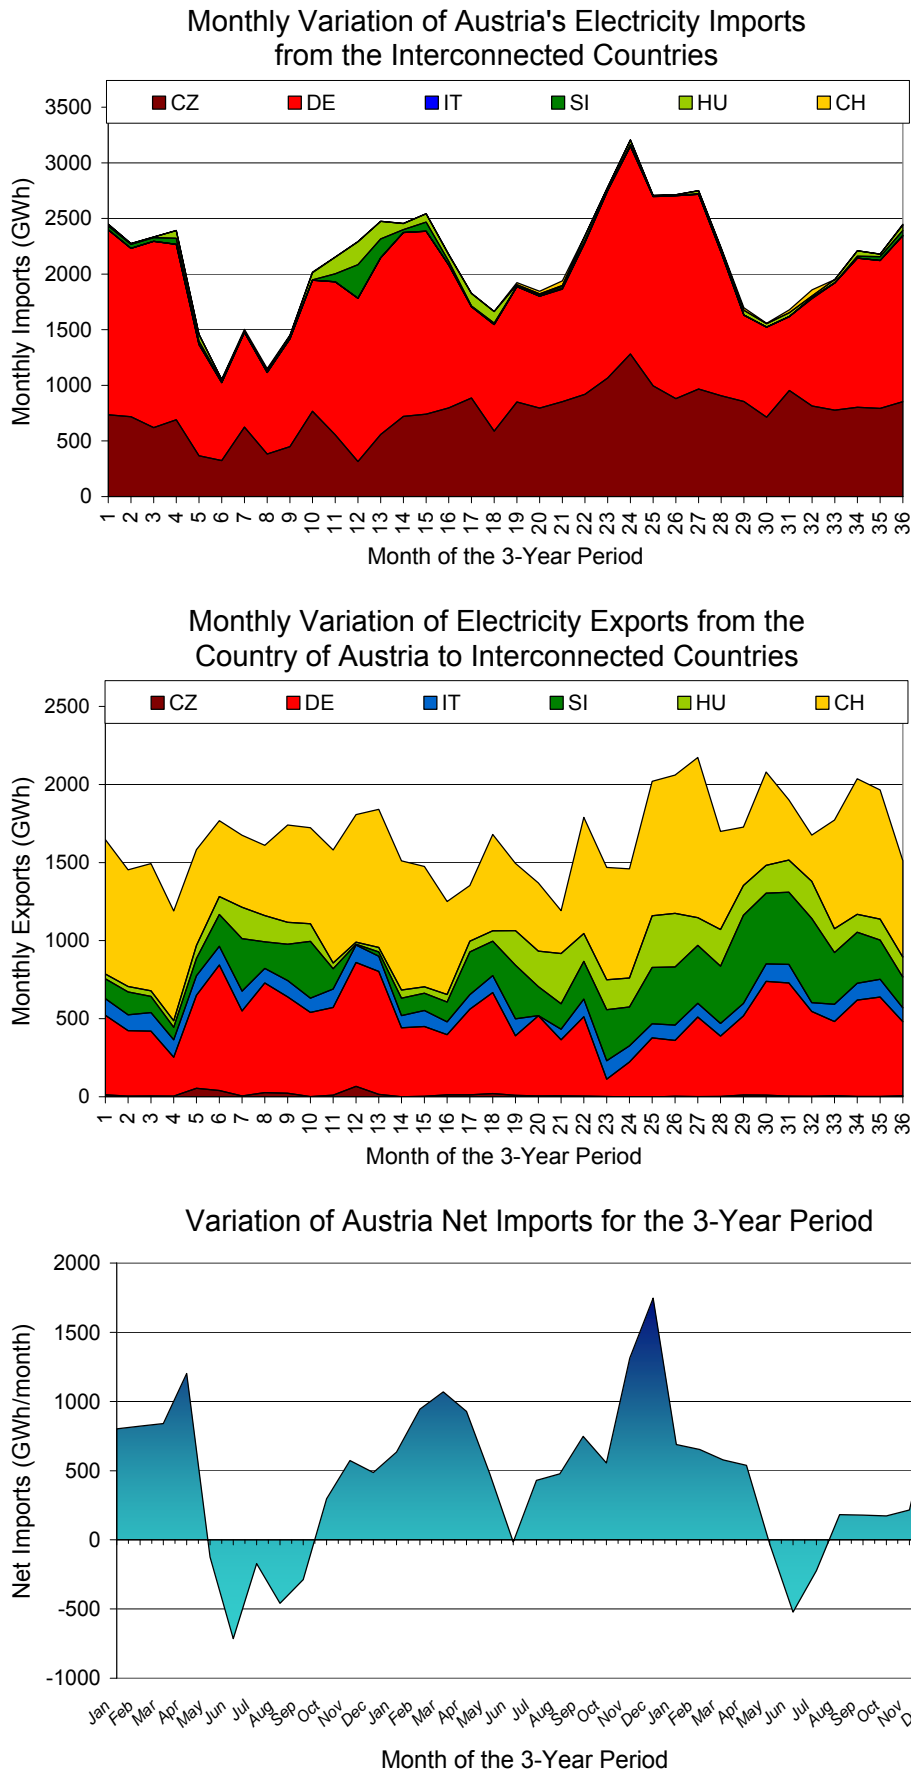 Monthly Variation of Austria's Electricity Imports
from the Interconnected Countries
CZ DE IT SI HU CH
Monthly Imports (GWh)
3500
3000
2500
2000
1500
1000
500
0
1 2 3 4 5 6 7 8 9 10 11 12 13 14 15 16 17 18 19 20 21 22 23 24 25 26 27 28 29 30 31 32 33 34 35 36
Month of the 3-Year Period
Monthly Variation of Electricity Exports from the
Country of Austria to Interconnected Countries
CZ DE IT SI HU CH
Monthly Exports (GWh)
2500
2000
1500
1000
500
0
1 2 3 4 5 6 7 8 9 10 11 12 13 14 15 16 17 18 19 20 21 22 23 24 25 26 27 28 29 30 31 32 33 34 35 36
Month of the 3-Year Period
Variation of Austria Net Imports for the 3-Year Period
Net Imports (GWh/month)
2000
1500
1000
500
0
-500
-1000
Jan Feb Mar Apr May Jun Jul Aug Sep Oct Nov Dec Jan Feb Mar Apr May Jun Jul Aug Sep Oct Nov Dec Jan Feb Mar Apr May Jun Jul Aug Sep Oct Nov D
Month of the 3-Year Period